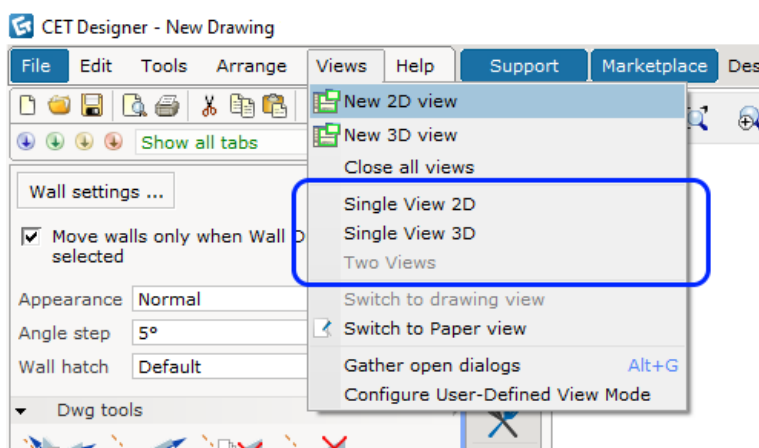 CET Designer - New Drawing
File Edit Tools Arrange Views Help Support Marketplace Des
New 2D view
New 3D view
Close all views
Single View 2D
Single View 3D
Two Views
Switch to drawing view
Switch to Paper view
Gather open dialogs Alt+G
Configure User-Defined View Mode
Show all tabs
Wall settings ...
Move walls only when Wall D
selected
Appearance Normal
Angle step 5°
Wall hatch Default
Dwg tools